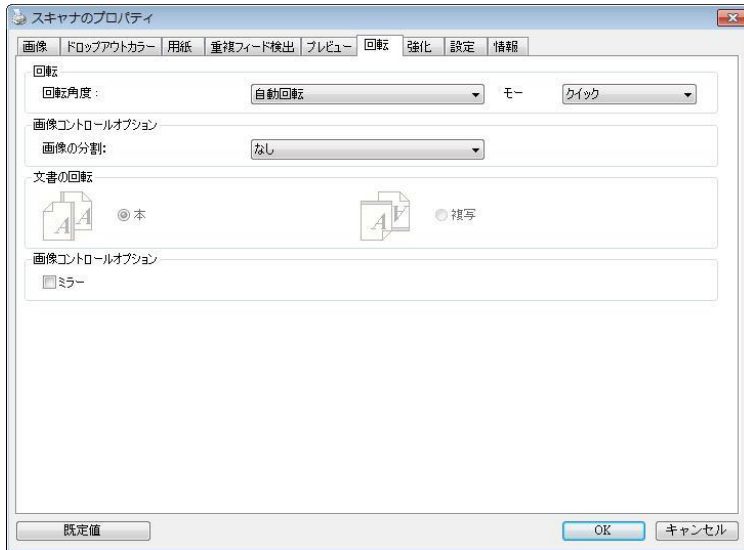 スキャナのプロパティ
画像 ドロップアウトカラー 用紙 重複フィード検出 プレビュー 回転 強化 設定 情報
回転
回転角度: 自動回転 モー クイック
画像コントロールオプション
画像の分割: なし
文書の回転
A A 本 A A 複写
画像コントロールオプション
ミラー
既定値 OK キャンセル